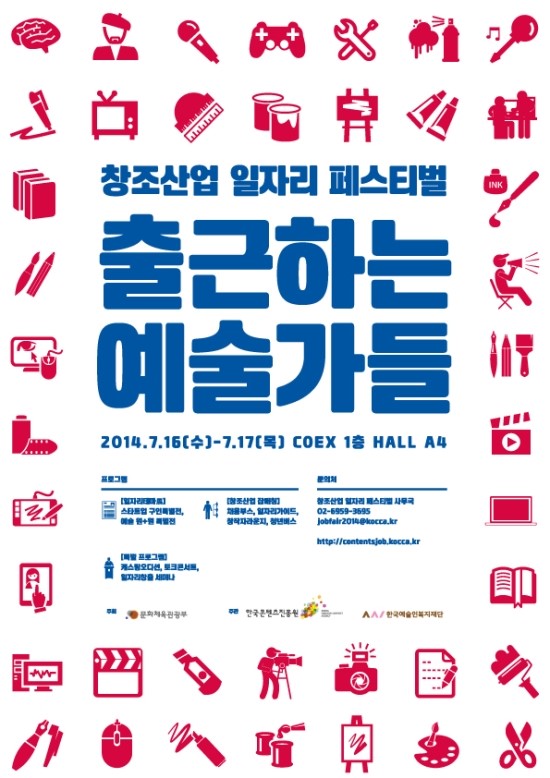 창조산업 일자리 페스티벌
출근하는
예술가들
2014.7.16(수)-7.17(목) COEX 1층 HALL A4
프로그램
[일자리테마로]
스타트업 구인특별전,
예술 원+원 특별전
[창조산업 잡매칭]
채용부스, 일자리가이드,
창작자라운지, 청년버스
[특별 프로그램]
캐스팅오디션, 토크콘서트,
일자리창출 세미나
문의처
창조산업 일자리 페스티벌 사무국
02-6959-3695
jobfair2014@kocca.kr
http://contentsjob.kocca.kr
주최 문화체육관광부
주관 한국콘텐츠진흥원
한국예술인복지재단
INK